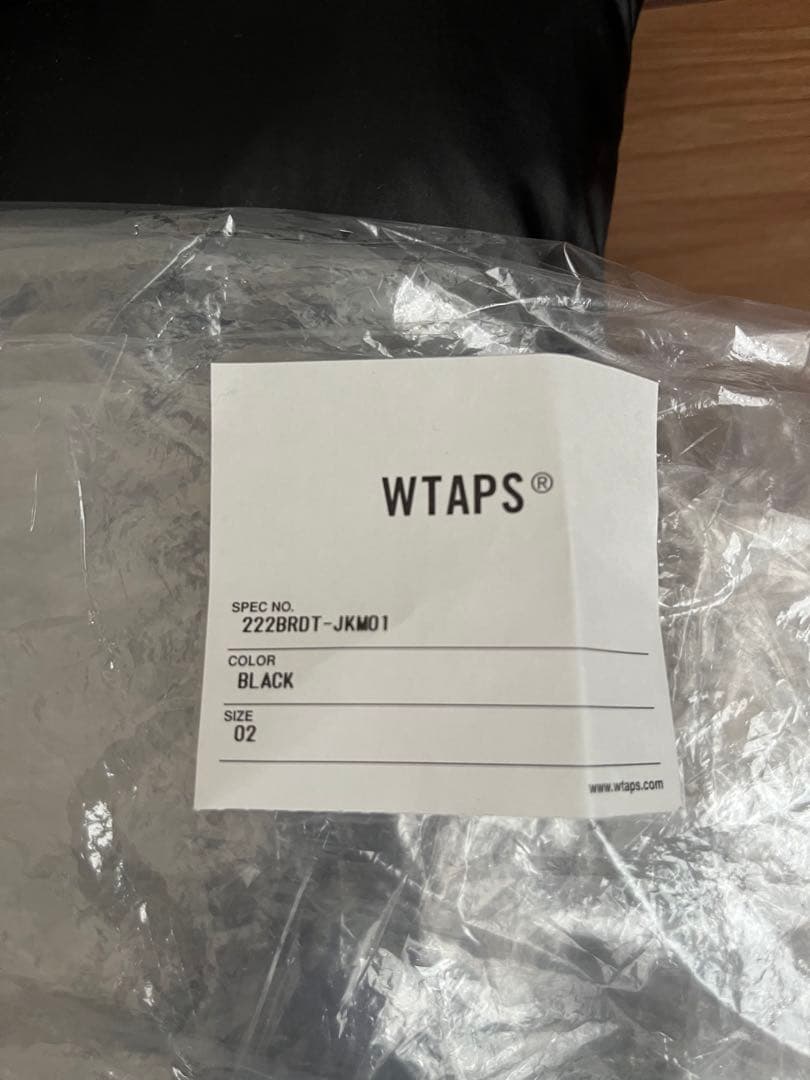 WTAPS®
SPEC NO.
222BRDT-JKM01
COLOR
BLACK
SIZE
02
www.wtaps.com